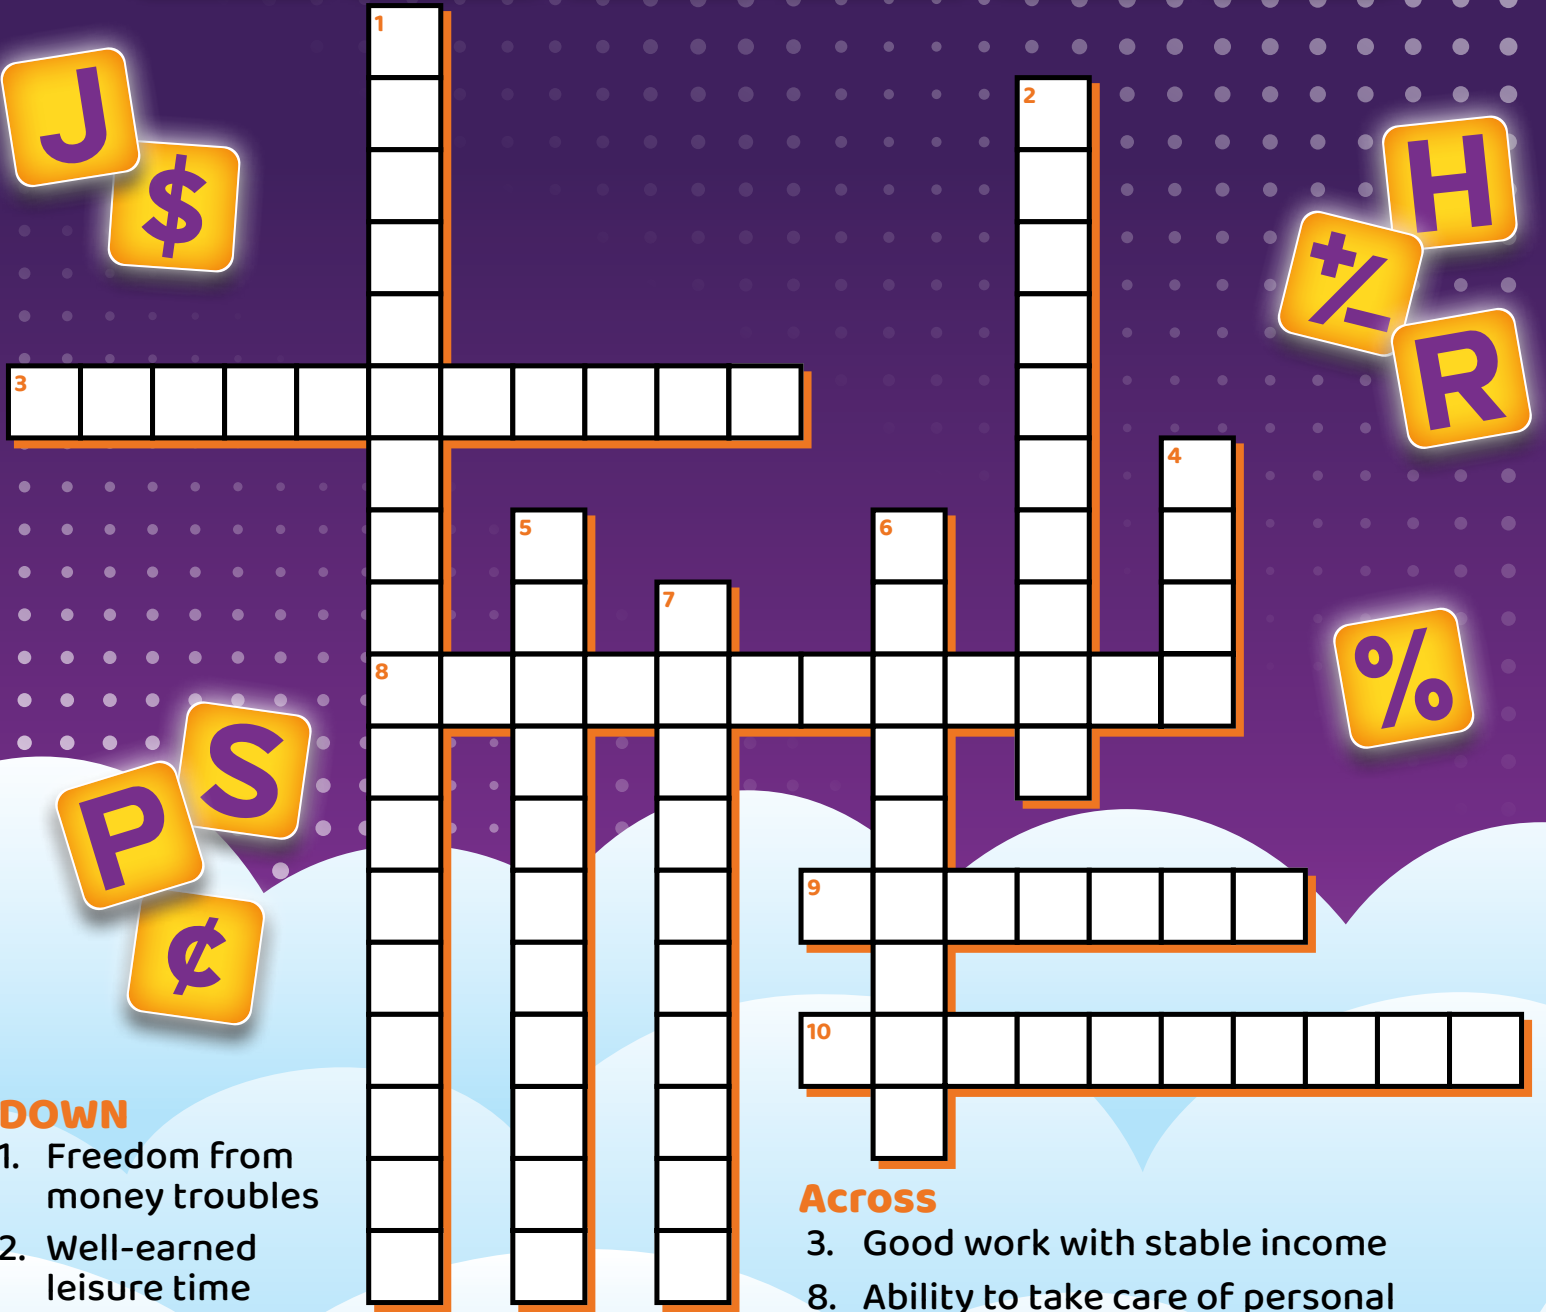 1
2
J
$
H
+/-
R
3
4
5
6
7
8
%
S
P
¢
9
10
DOWN
1. Freedom from
money troubles
2. Well-earned
leisure time
Across
3. Good work with stable income
8. Ability to take care of personal